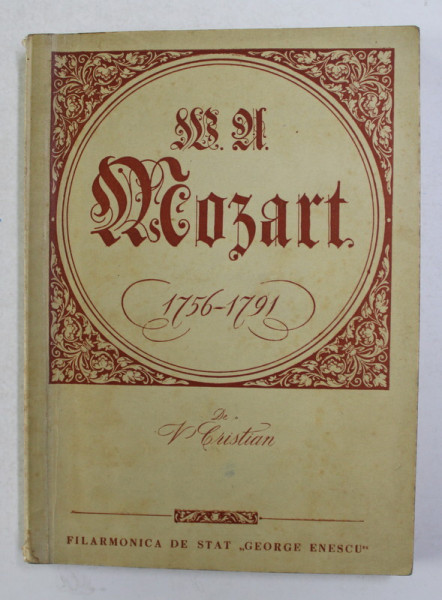 W. A.
Mozart.
1756-1791
De
V. Cristian
FILARMONICA DE STAT „GEORGE ENESCU“